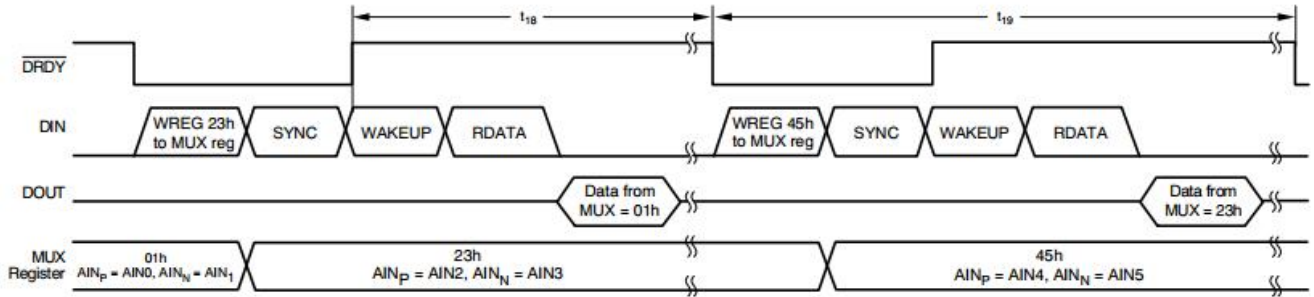 t18
t19
DRDY
DIN
WREG 23h
to MUX reg
SYNC
WAKEUP
RDATA
WREG 45h
to MUX reg
SYNC
WAKEUP
RDATA
DOUT
Data from
MUX = 01h
Data from
MUX = 23h
MUX
Register
01h
AINP = AIN0, AINN = AIN1
23h
AINP = AIN2, AINN = AIN3
45h
AINP = AIN4, AINN = AIN5